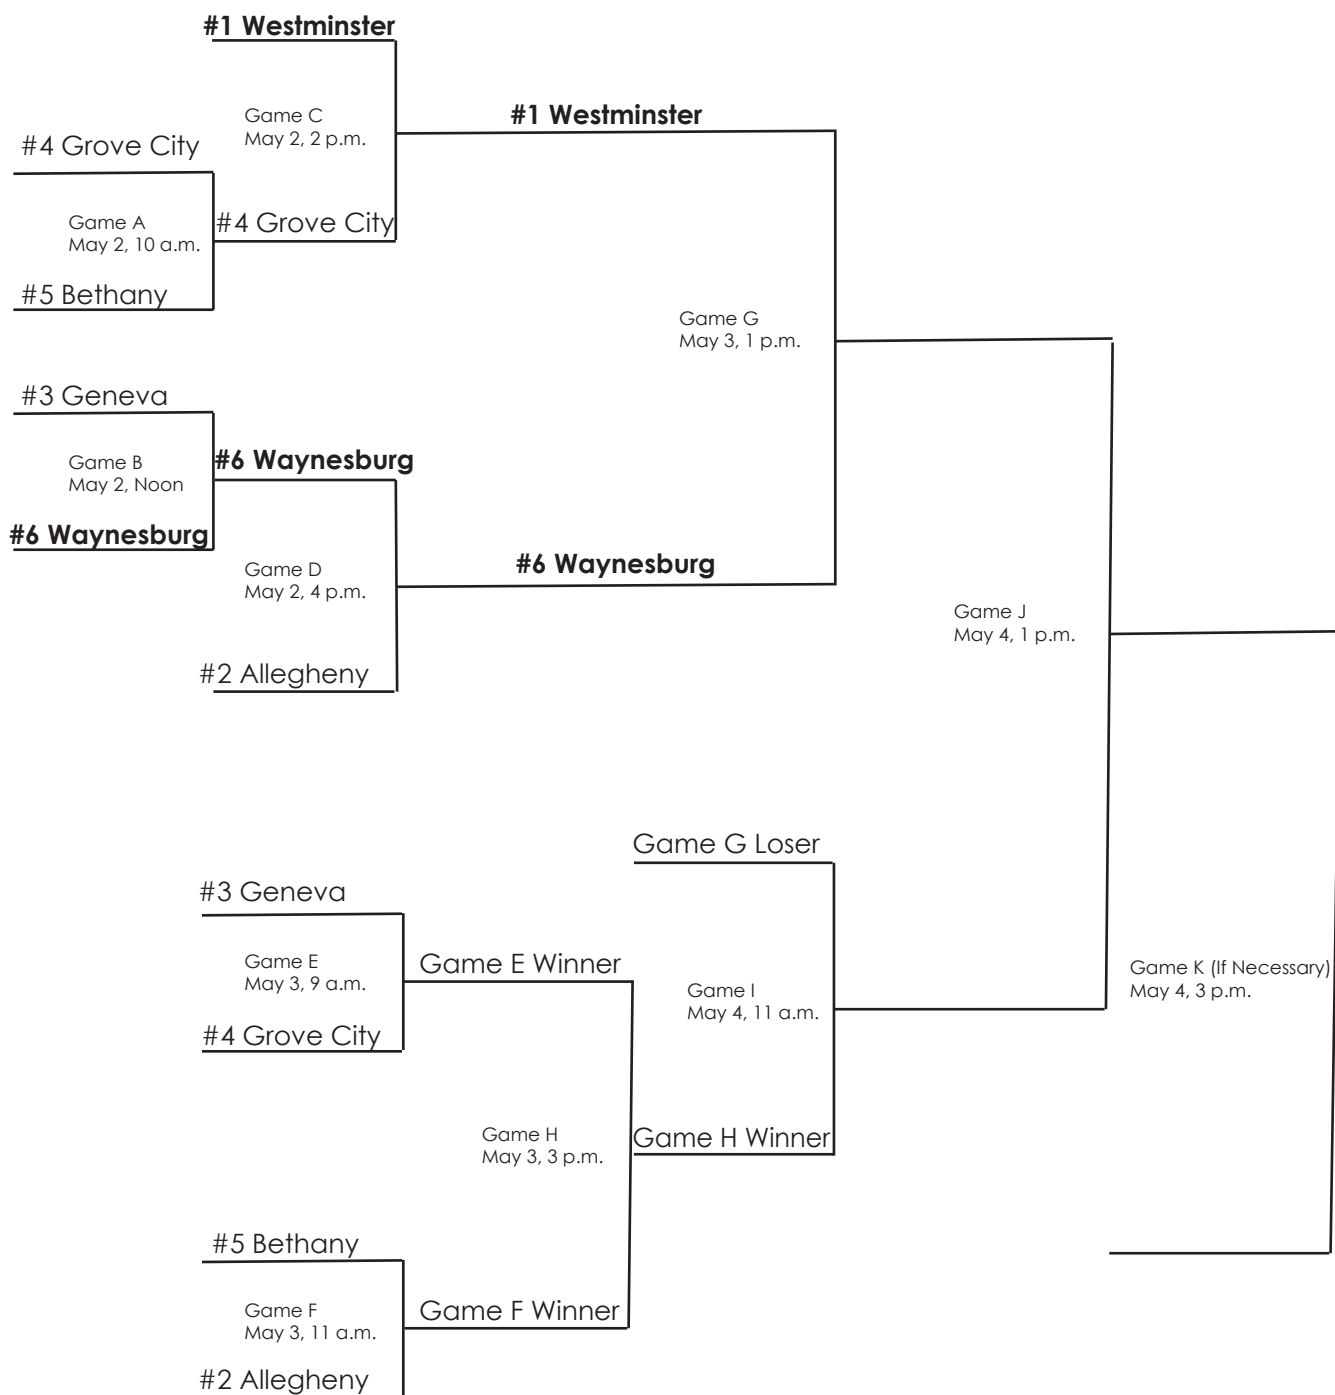 #1 Westminster
Game C
May 2, 2 p.m.
#1 Westminster
#4 Grove City
Game A
May 2, 10 a.m.
#4 Grove City
#5 Bethany
Game G
May 3, 1 p.m.
#3 Geneva
Game B
May 2, Noon
#6 Waynesburg
#6 Waynesburg
Game D
May 2, 4 p.m.
#6 Waynesburg
#2 Allegheny
Game J
May 4, 1 p.m.
Game G Loser
#3 Geneva
Game E
May 3, 9 a.m.
Game E Winner
#4 Grove City
Game I
May 4, 11 a.m.
Game K (If Necessary)
May 4, 3 p.m.
Game H
May 3, 3 p.m.
Game H Winner
#5 Bethany
Game F
May 3, 11 a.m.
Game F Winner
#2 Allegheny